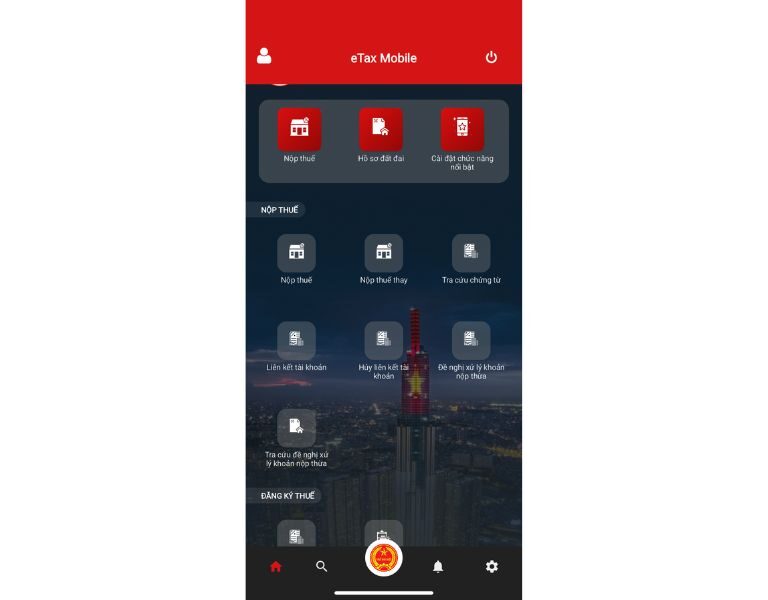 eTax Mobile
Nộp thuế
Hồ sơ đất đai
Cài đặt chức năng
nổi bật
NỘP THUẾ
Nộp thuế
Nộp thuế thay
Tra cứu chứng từ
Liên kết tài khoản
Hủy liên kết tài
khoản
Đề nghị xử lý khoản
nộp thừa
Tra cứu đề nghị xử
lý khoản nộp thừa
ĐĂNG KÝ THUẾ